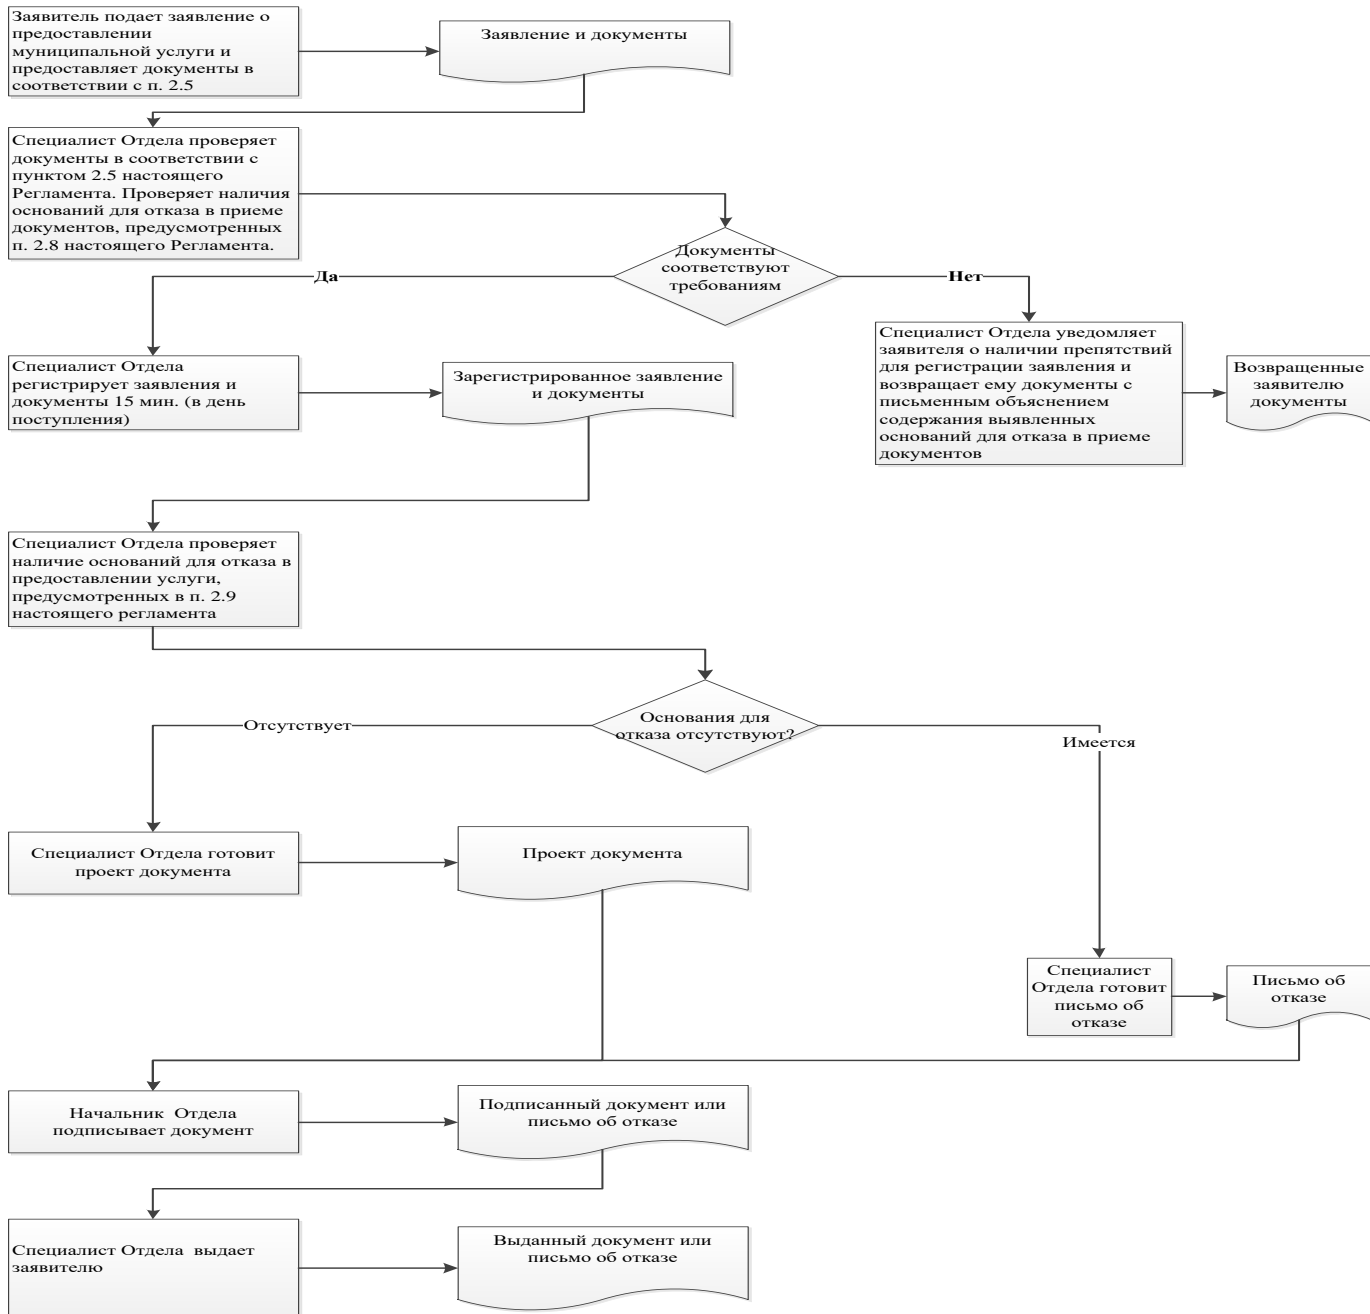 Заявитель подает заявление о
предоставлении
муниципальной услуги и
предоставляет документы в
соответствии с п. 2.5
Заявление и документы
Специалист Отдела проверяет
документы в соответствии с
пунктом 2.5 настоящего
Регламента. Проверяет наличия
оснований для отказа в приеме
документов, предусмотренных
п. 2.8 настоящего Регламента.
Документы
соответствуют
требованиям
Да
Нет
Специалист Отдела
регистрирует заявления и
документы 15 мин. (в день
поступления)
Зарегистрированное заявление
и документы
Специалист Отдела уведомляет
заявителя о наличии препятствий
для регистрации заявления и
возвращает ему документы с
письменным объяснением
содержания выявленных
оснований для отказа в приеме
документов
Возвращенные
заявителю
документы
Специалист Отдела проверяет
наличие оснований для отказа в
предоставлении услуги,
предусмотренных в п. 2.9
настоящего регламента
Основания для
отказа отсутствуют?
Отсутствует
Имеется
Специалист Отдела готовит
проект документа
Проект документа
Специалист
Отдела готовит
письмо об
отказе
Письмо об
отказе
Начальник  Отдела
подписывает документ
Подписанный документ или
письмо об отказе
Специалист Отдела  выдает
заявителю
Выданный документ или
письмо об отказе